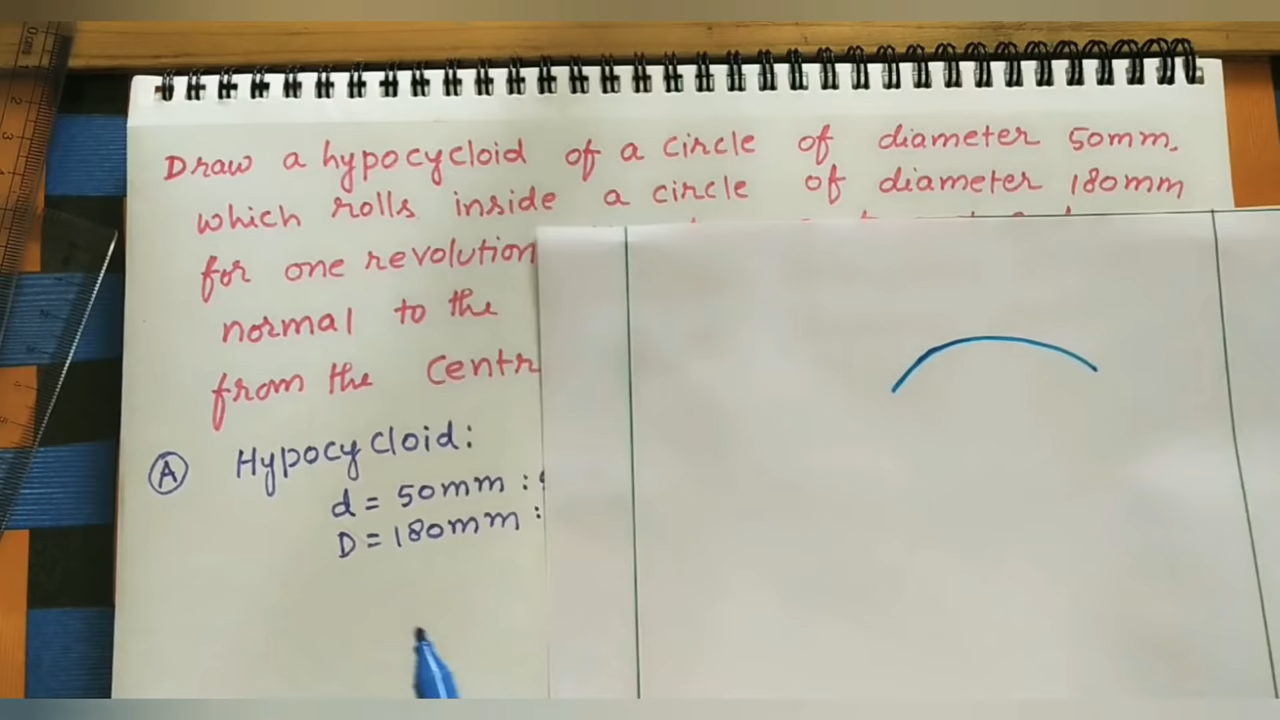 Draw a hypocycloid of a circle of diameter 50mm.
which rolls inside a circle of diameter 180mm
for one revolution
normal to the
from the
A Hypocycloid:
d = 50mm :
D = 180mm :